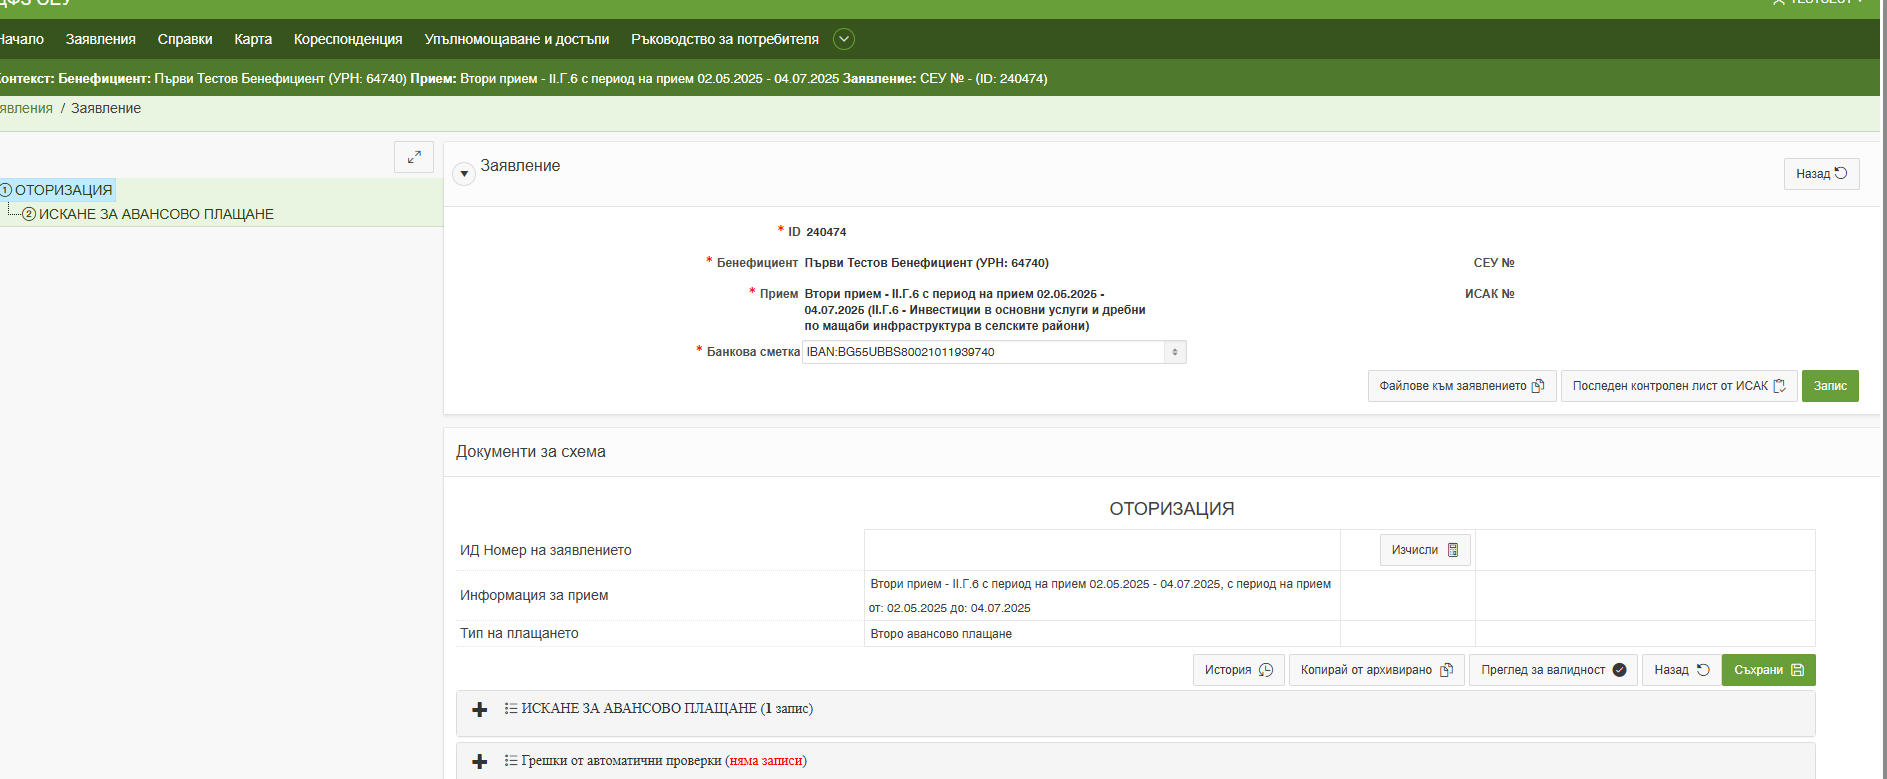 ДФЗ СЕУ
TESTSEOT
Начало Заявления Справки Карта Кореспонденция Упълномощаване и достъпи Ръководство за потребителя
Контекст: Бенефициент: Първи Тестов Бенефициент (УРН: 64740) Прием: Втори прием - II.Г.6 с период на прием 02.05.2025 - 04.07.2025 Заявление: СЕУ № - (ID: 240474)
явления / Заявление
1 ОТОРИЗАЦИЯ
2 ИСКАНЕ ЗА АВАНСОВО ПЛАЩАНЕ
Заявление
Назад
* ID 240474
* Бенефициент Първи Тестов Бенефициент (УРН: 64740)
СЕУ №
* Прием Втори прием - II.Г.6 с период на прием 02.05.2025 -
04.07.2025 (II.Г.6 - Инвестиции в основни услуги и дребни
по мащаби инфраструктура в селските райони)
ИСАК №
* Банкова сметка IBAN:BG55UBBS80021011939740
Файлове към заявлението Последен контролен лист от ИСАК Запис
Документи за схема
ОТОРИЗАЦИЯ
ИД Номер на заявлението Изчисли
Информация за прием
Втори прием - II.Г.6 с период на прием 02.05.2025 - 04.07.2025, с период на прием
от: 02.05.2025 до: 04.07.2025
Тип на плащането Второ авансово плащане
История Копирай от архивирано Преглед за валидност Назад Съхрани
ИСКАНЕ ЗА АВАНСОВО ПЛАЩАНЕ (1 запис)
Грешки от автоматични проверки (няма записи)